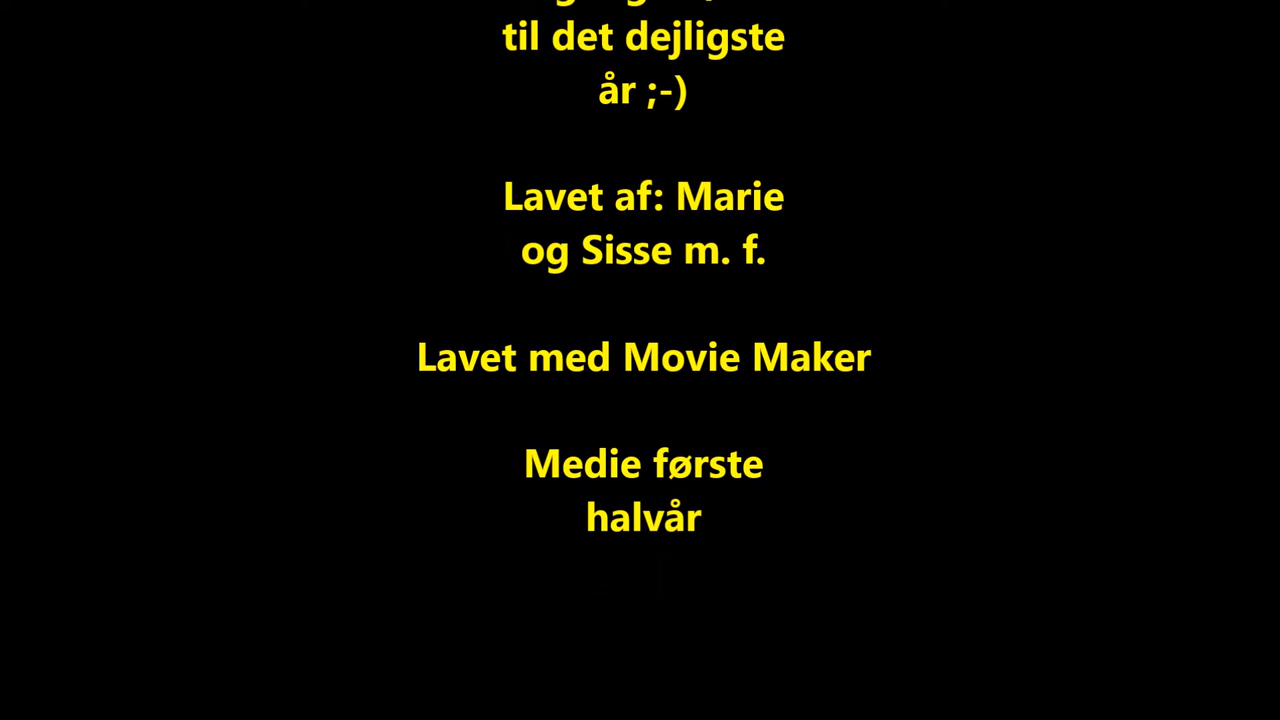 til det dejligste
år ;-)
Lavet af: Marie
og Sisse m. f.
Lavet med Movie Maker
Medie første
halvår